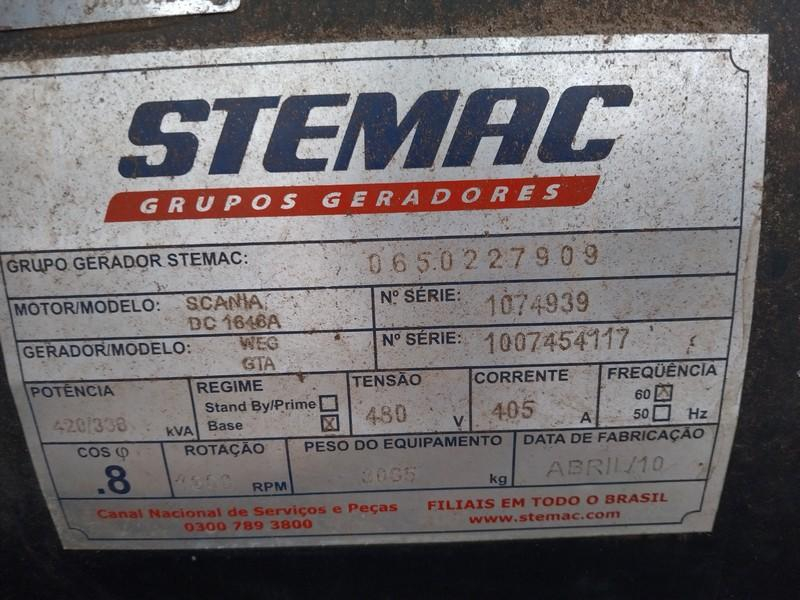 STEMAC
GRUPOS GERADORES
GRUPO GERADOR STEMAC: 0650227909
MOTOR/MODELO: SCANIA DC 1646A Nº SÉRIE: 1074939
GERADOR/MODELO: WEG GTA Nº SÉRIE: 1007454117
POTÊNCIA 420/336 kVA
REGIME
Stand By/Prime
Base X
TENSÃO 480 V
CORRENTE 405 A
FREQÜÊNCIA
60 X
50 Hz
COS φ .8
ROTAÇÃO RPM
PESO DO EQUIPAMENTO kg
DATA DE FABRICAÇÃO ABRIL/10
Canal Nacional de Serviços e Peças
0300 789 3800
FILIAIS EM TODO O BRASIL
www.stemac.com